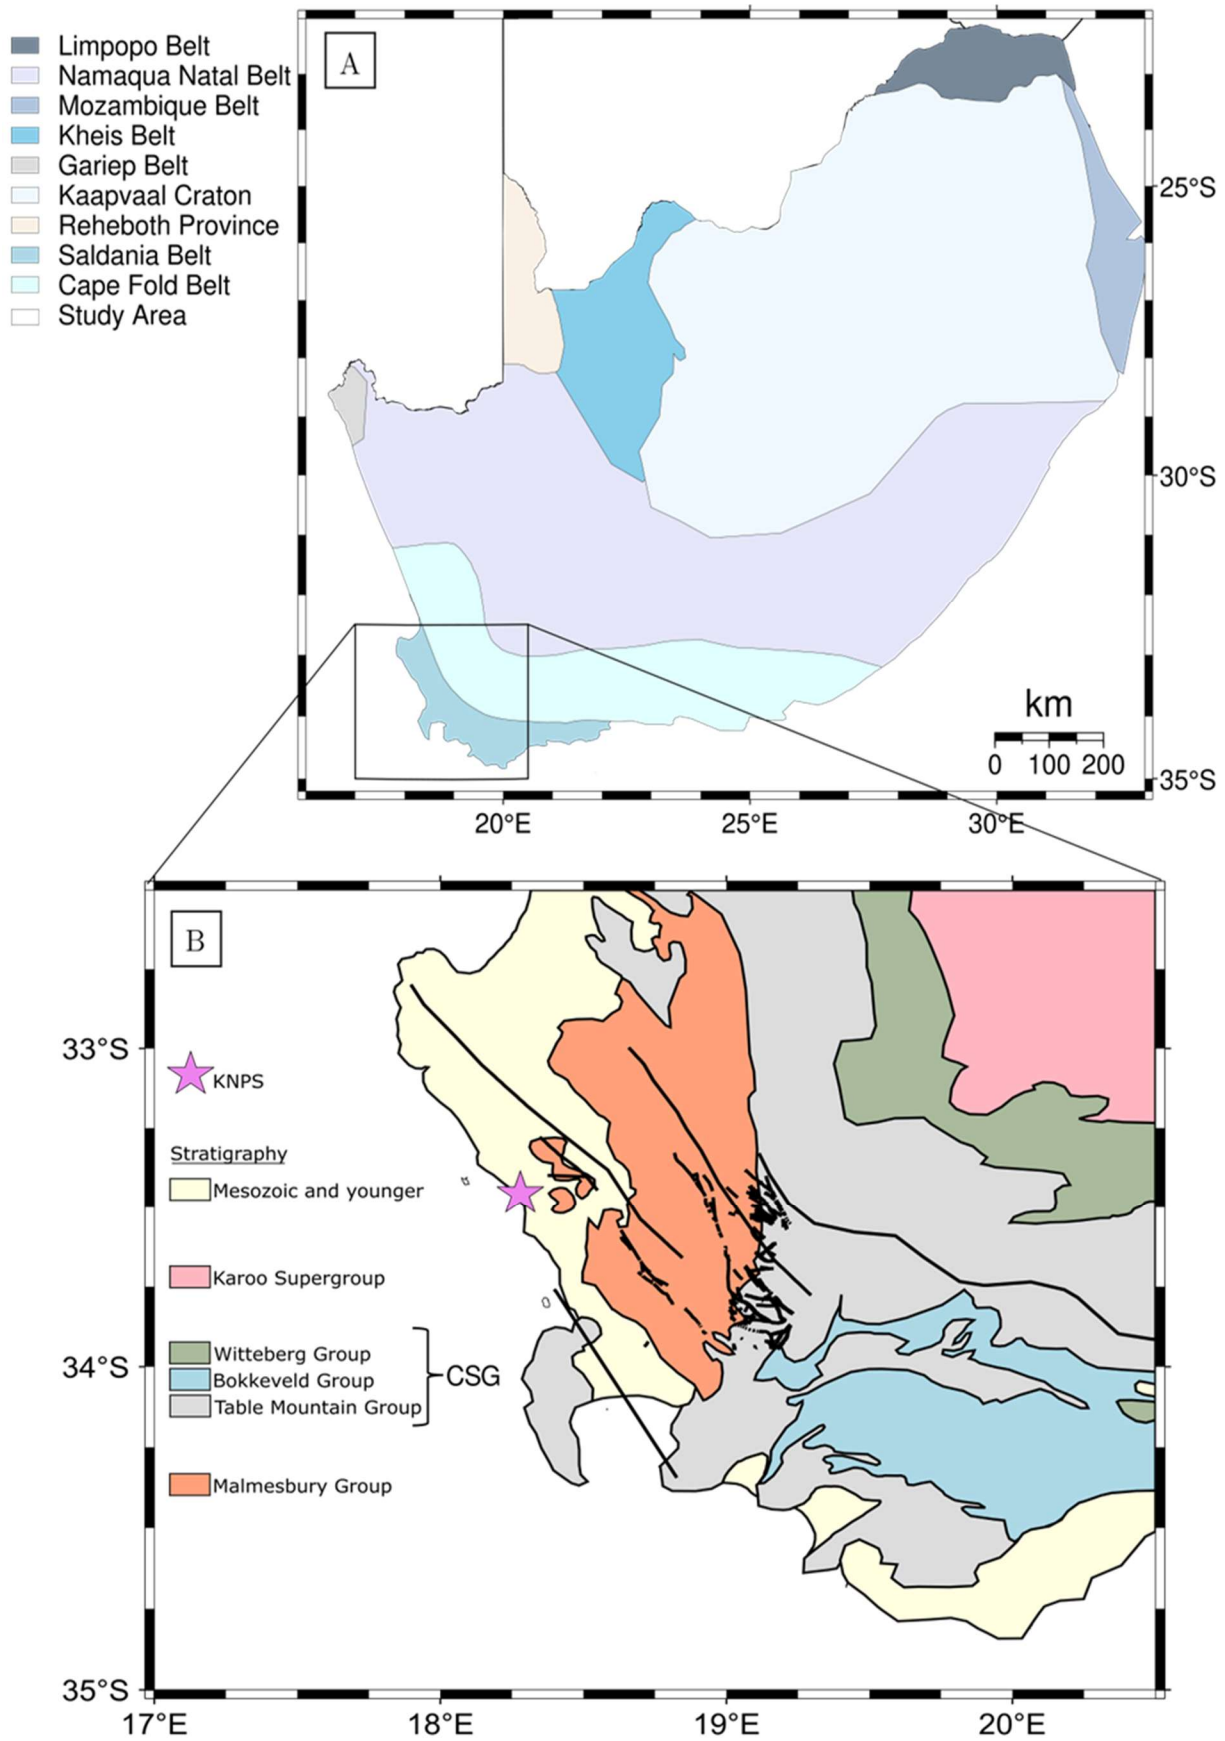 A
Limpopo Belt
Namaqua Natal Belt
Mozambique Belt
Kheis Belt
Gariep Belt
Kaapvaal Craton
Reheboth Province
Saldania Belt
Cape Fold Belt
Study Area
25°S
30°S
35°S
km
0 100 200
20°E 25°E 30°E
B
33°S
34°S
35°S
KNPS
Stratigraphy
Mesozoic and younger
Karoo Supergroup
Witteberg Group
Bokkeveld Group
Table Mountain Group
CSG
Malmesbury Group
17°E 18°E 19°E 20°E